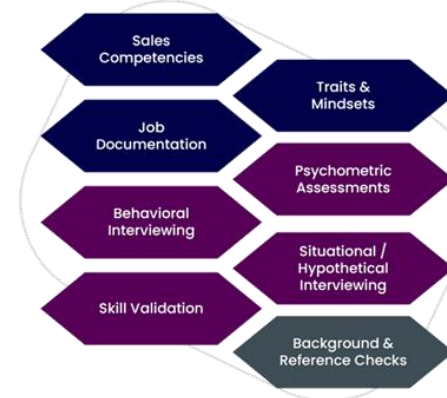 Sales
Competencies
Traits &
Mindsets
Job
Documentation
Psychometric
Assessments
Behavioral
Interviewing
Situational /
Hypothetical
Interviewing
Skill Validation
Background &
Reference Checks